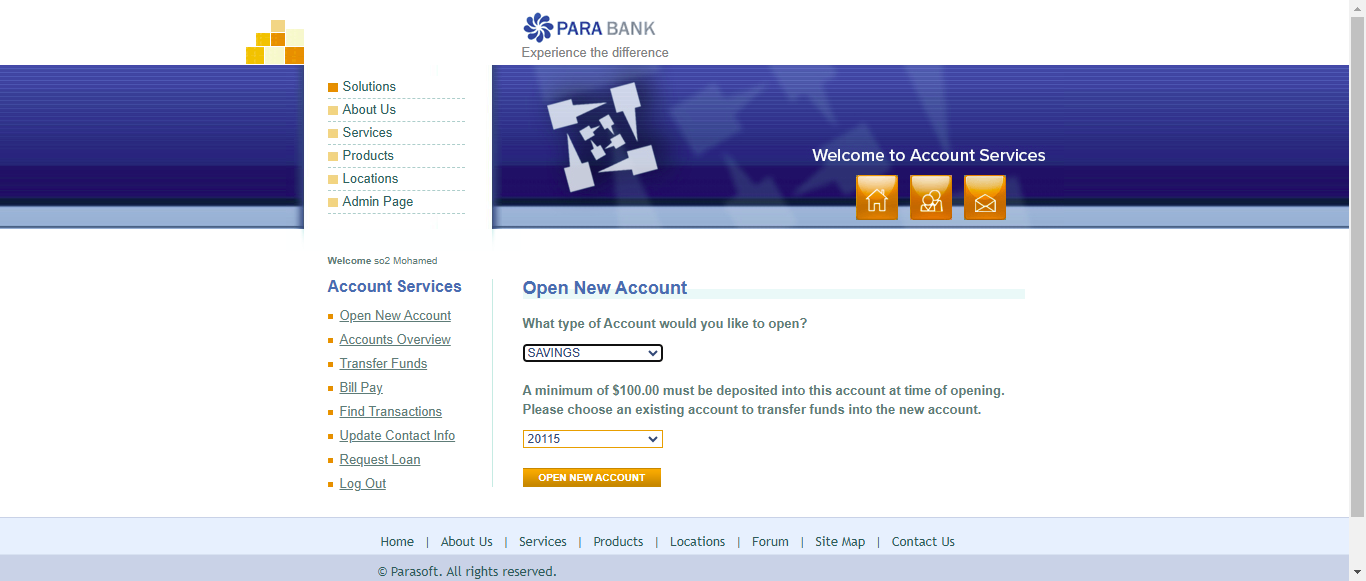 PARA BANK
Experience the difference
Solutions
About Us
Services
Products
Locations
Admin Page
Welcome to Account Services
Welcome so2 Mohamed
Account Services
Open New Account
Accounts Overview
Transfer Funds
Bill Pay
Find Transactions
Update Contact Info
Request Loan
Log Out
Open New Account
What type of Account would you like to open?
SAVINGS
A minimum of $100.00 must be deposited into this account at time of opening.
Please choose an existing account to transfer funds into the new account.
20115
OPEN NEW ACCOUNT
Home | About Us | Services | Products | Locations | Forum | Site Map | Contact Us
© Parasoft. All rights reserved.